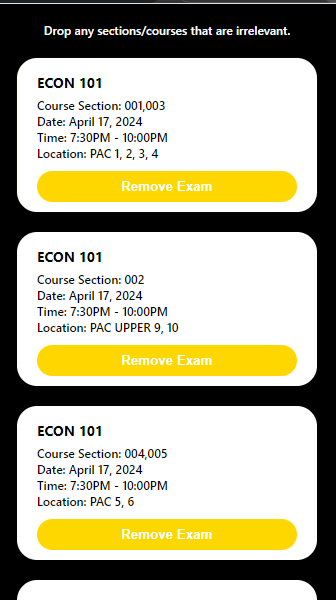 Drop any sections/courses that are irrelevant.
ECON 101
Course Section: 001,003
Date: April 17, 2024
Time: 7:30PM - 10:00PM
Location: PAC 1, 2, 3, 4
Remove Exam
ECON 101
Course Section: 002
Date: April 17, 2024
Time: 7:30PM - 10:00PM
Location: PAC UPPER 9, 10
Remove Exam
ECON 101
Course Section: 004,005
Date: April 17, 2024
Time: 7:30PM - 10:00PM
Location: PAC 5, 6
Remove Exam